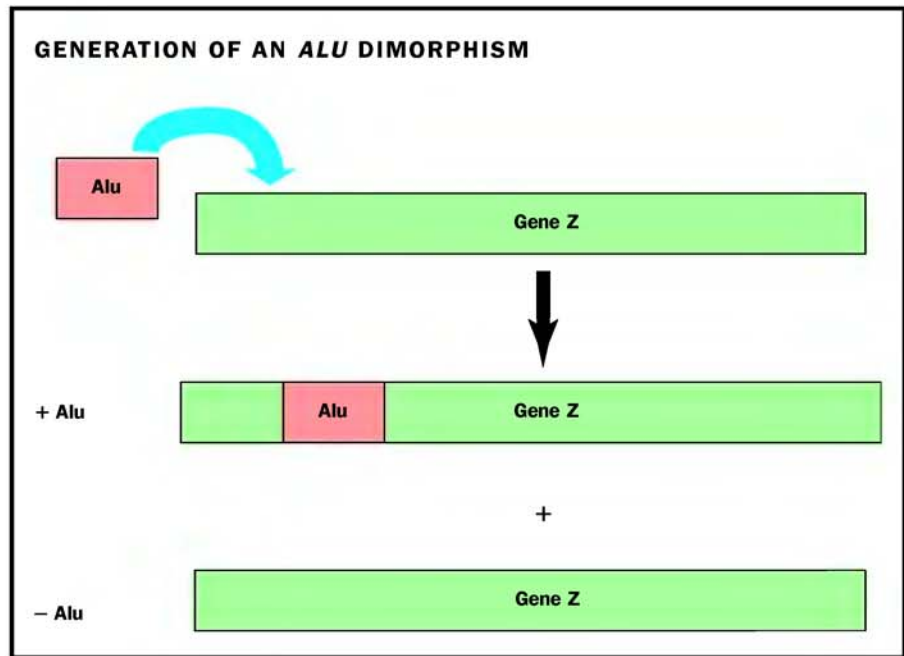 GENERATION OF AN ALU DIMORPHISM
Alu
Gene Z
+ Alu
Alu
Gene Z
+
– Alu
Gene Z